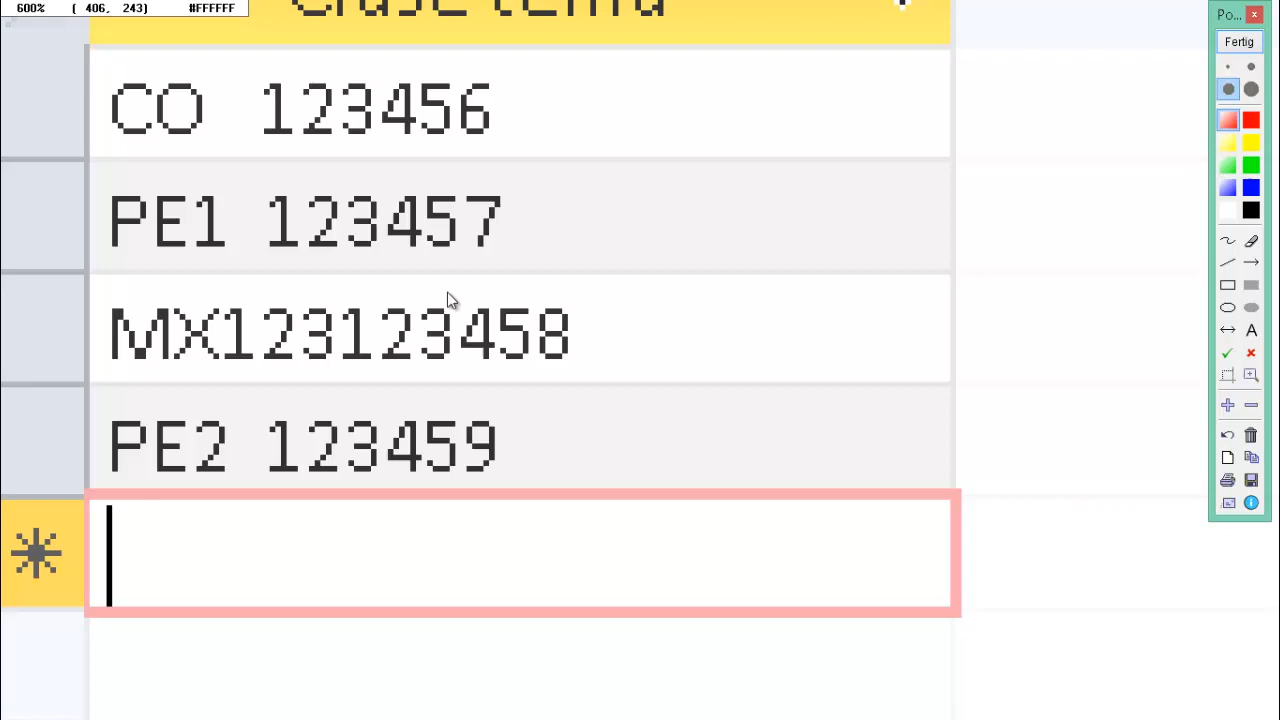 600% ( 406, 243) #FFFFFF
Po...
Fertig
CO 123456
PE1 123457
MX123123458
PE2 123459
A